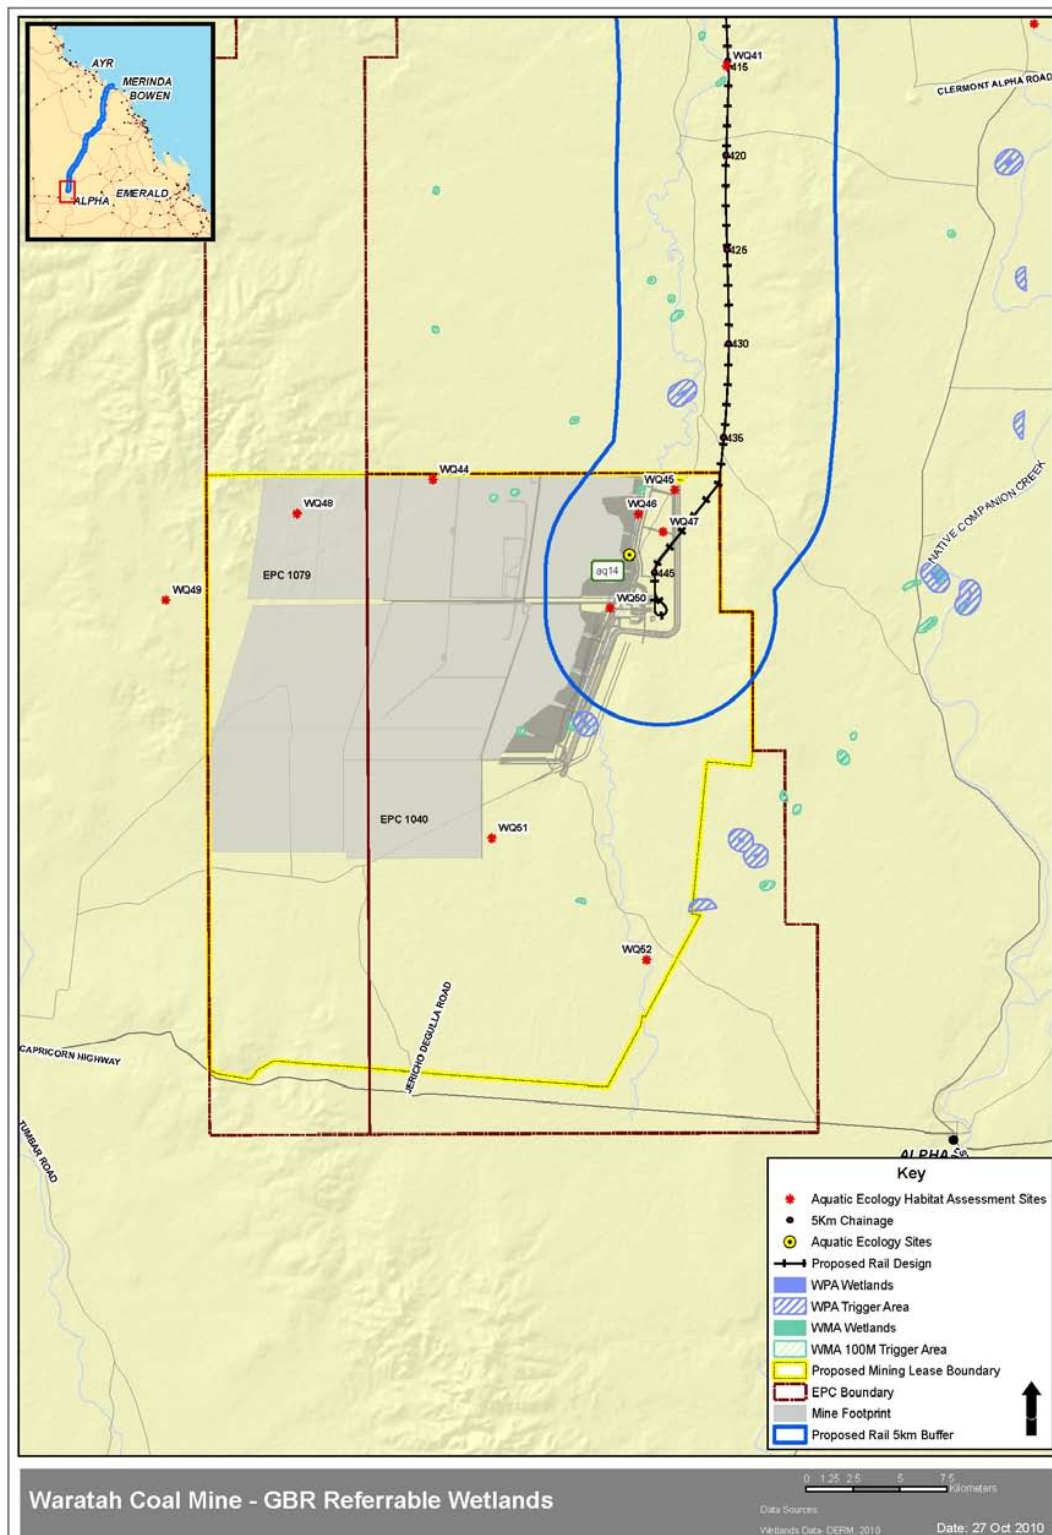 AYR
MERINDA
BOWEN
EMERALD
ALPHA
WQ41
415
CLERMONT ALPHA ROAD
420
425
430
435
WQ44
WQ45
WQ48
WQ46
WQ47
NATIVE COMPANION CREEK
aq14
445
EPC 1079
WQ49
WQ50
EPC 1040
WQ51
WQ52
JERICHO DEGULLA ROAD
CAPRICORN HIGHWAY
TUMBAR ROAD
ALPHA
Key
Aquatic Ecology Habitat Assessment Sites
5Km Chainage
Aquatic Ecology Sites
Proposed Rail Design
WPA Wetlands
WPA Trigger Area
WMA Wetlands
WMA 100M Trigger Area
Proposed Mining Lease Boundary
EPC Boundary
Mine Footprint
Proposed Rail 5km Buffer
Waratah Coal Mine - GBR Referrable Wetlands
0 1.25 2.5 5 7.5
Kilometers
Data Sources:
Wetlands Data- DERM, 2010
Date: 27 Oct 2010